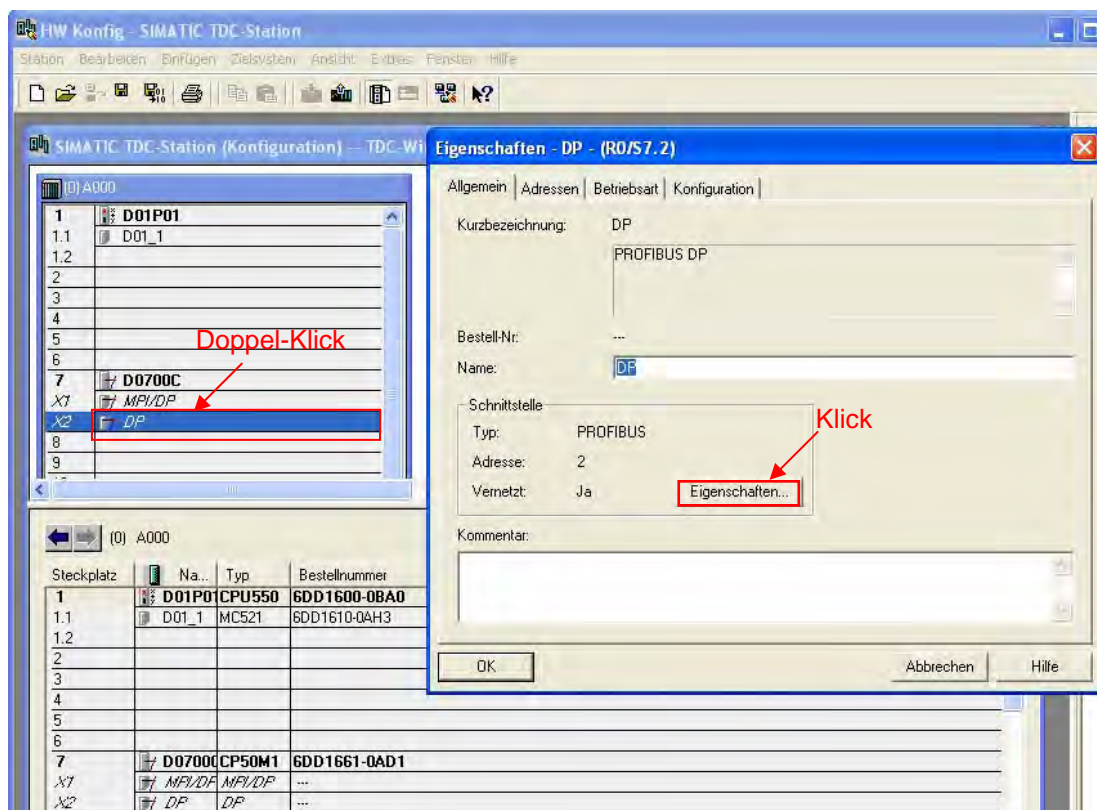 HW Konfig - SIMATIC TDC-Station
Station Bearbeiten Einfügen Zielsystem Ansicht Extras Fenster Hilfe
SIMATIC TDC-Station (Konfiguration) -- TDC-Wi
(0) A000
1 D01P01
1.1 D01_1
1.2
2
3
4
5
6
7 D0700C
X1 MPI/DP
X2 DP
8
9
Doppel-Klick
Eigenschaften - DP - (R0/S7.2)
Allgemein Adressen Betriebsart Konfiguration
Kurzbezeichnung: DP
PROFIBUS DP
Bestell-Nr.: ---
Name: DP
Schnittstelle
Typ: PROFIBUS
Adresse: 2
Vernetzt: Ja Eigenschaften...
Klick
Kommentar:
OK Abbrechen Hilfe
(0) A000
Steckplatz Na... Typ Bestellnummer
1 D01P01 CPU550 6DD1600-0BA0
1.1 D01_1 MC521 6DD1610-0AH3
1.2
2
3
4
5
6
7 D0700C CP50M1 6DD1661-0AD1
X1 MPI/DP MPI/DP ---
X2 DP DP ---